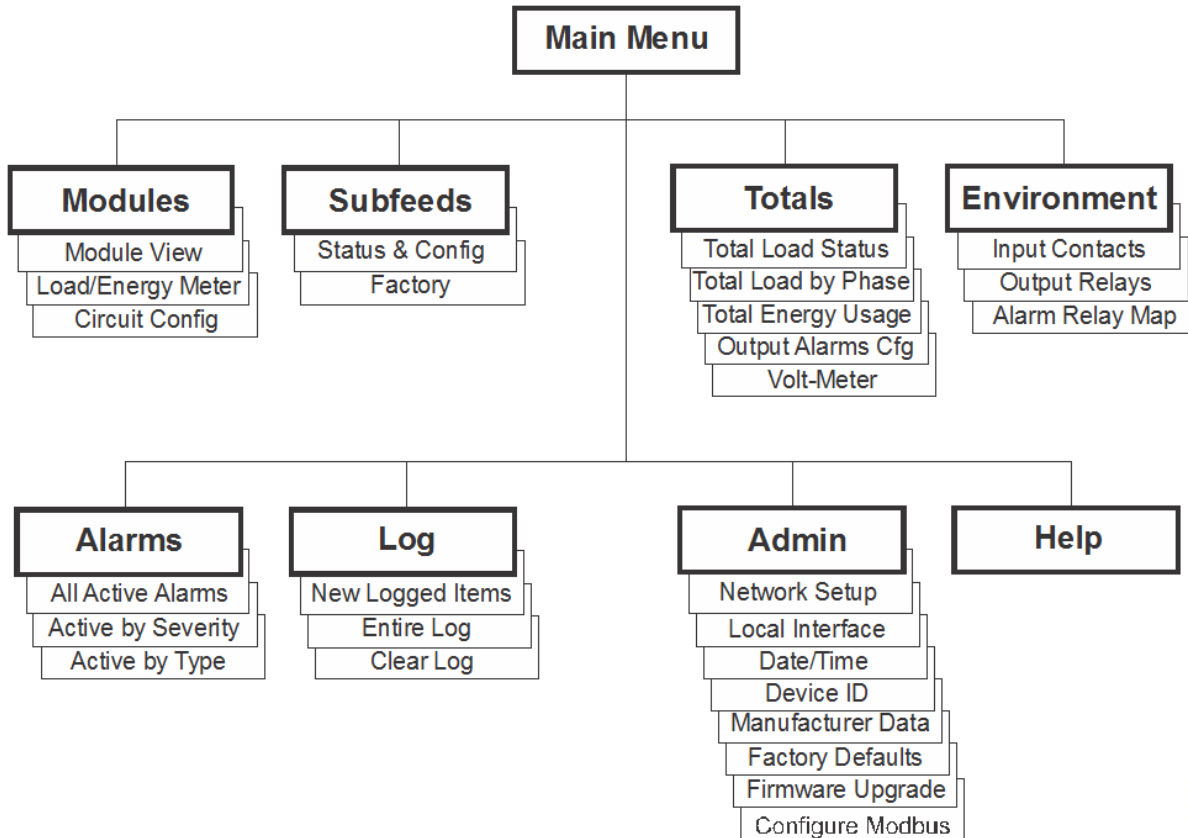 Main Menu
Modules
Module View
Load/Energy Meter
Circuit Config
Subfeeds
Status & Config
Factory
Totals
Total Load Status
Total Load by Phase
Total Energy Usage
Output Alarms Cfg
Volt-Meter
Environment
Input Contacts
Output Relays
Alarm Relay Map
Alarms
All Active Alarms
Active by Severity
Active by Type
Log
New Logged Items
Entire Log
Clear Log
Admin
Network Setup
Local Interface
Date/Time
Device ID
Manufacturer Data
Factory Defaults
Firmware Upgrade
Configure Modbus
Help